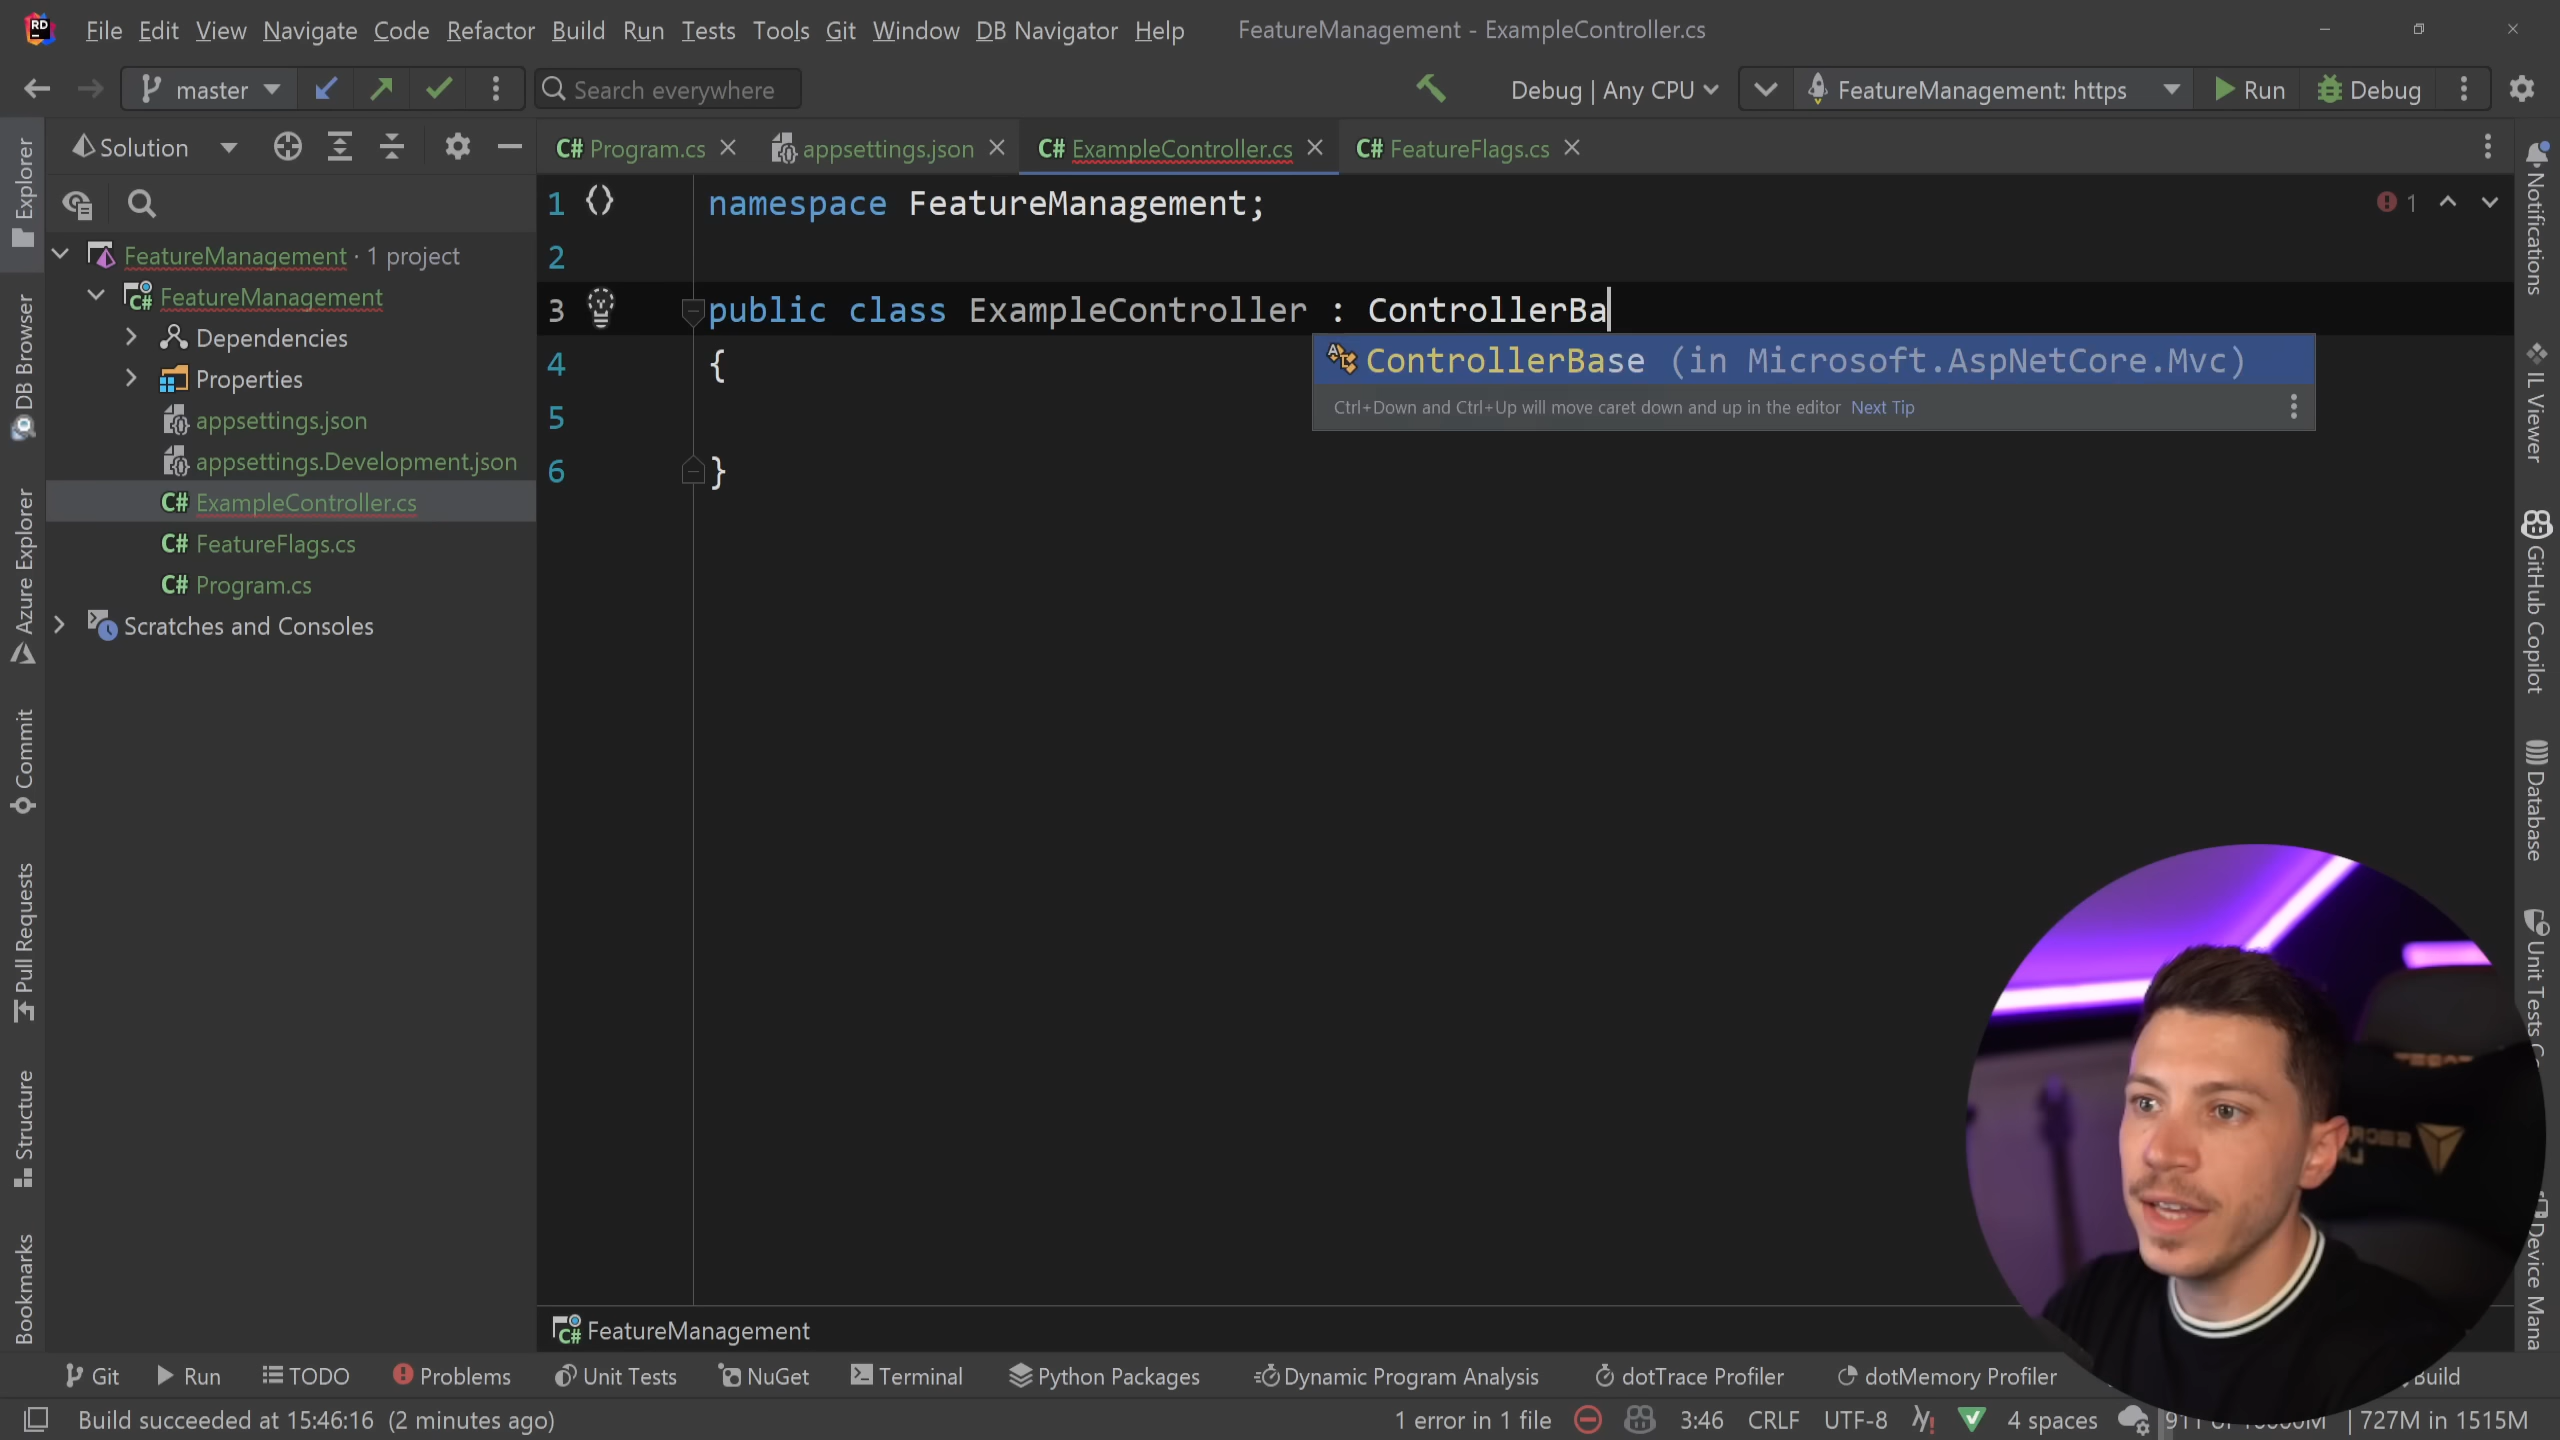 RD
File Edit View Navigate Code Refactor Build Run Tests Tools Git Window DB Navigator Help
FeatureManagement - ExampleController.cs
master
Search everywhere
Debug | Any CPU
FeatureManagement: https
Run
Debug
Solution
C# Program.cs
appsettings.json
C# ExampleController.cs
C# FeatureFlags.cs
FeatureManagement · 1 project
C# FeatureManagement
Dependencies
Properties
appsettings.json
appsettings.Development.json
C# ExampleController.cs
C# FeatureFlags.cs
C# Program.cs
Scratches and Consoles
1 namespace FeatureManagement;
2
3 public class ExampleController : ControllerBa
4 {
5
6 }
1
ControllerBase (in Microsoft.AspNetCore.Mvc)
Ctrl+Down and Ctrl+Up will move caret down and up in the editor Next Tip
Explorer
DB Browser
Azure Explorer
Commit
Pull Requests
Structure
Bookmarks
Notifications
IL Viewer
GitHub Copilot
Database
Unit Tests
Device Mana
C# FeatureManagement
Git
Run
TODO
Problems
Unit Tests
NuGet
Terminal
Python Packages
Dynamic Program Analysis
dotTrace Profiler
dotMemory Profiler
Build
Build succeeded at 15:46:16 (2 minutes ago)
1 error in 1 file
3:46
CRLF
UTF-8
4 spaces
727M in 1515M